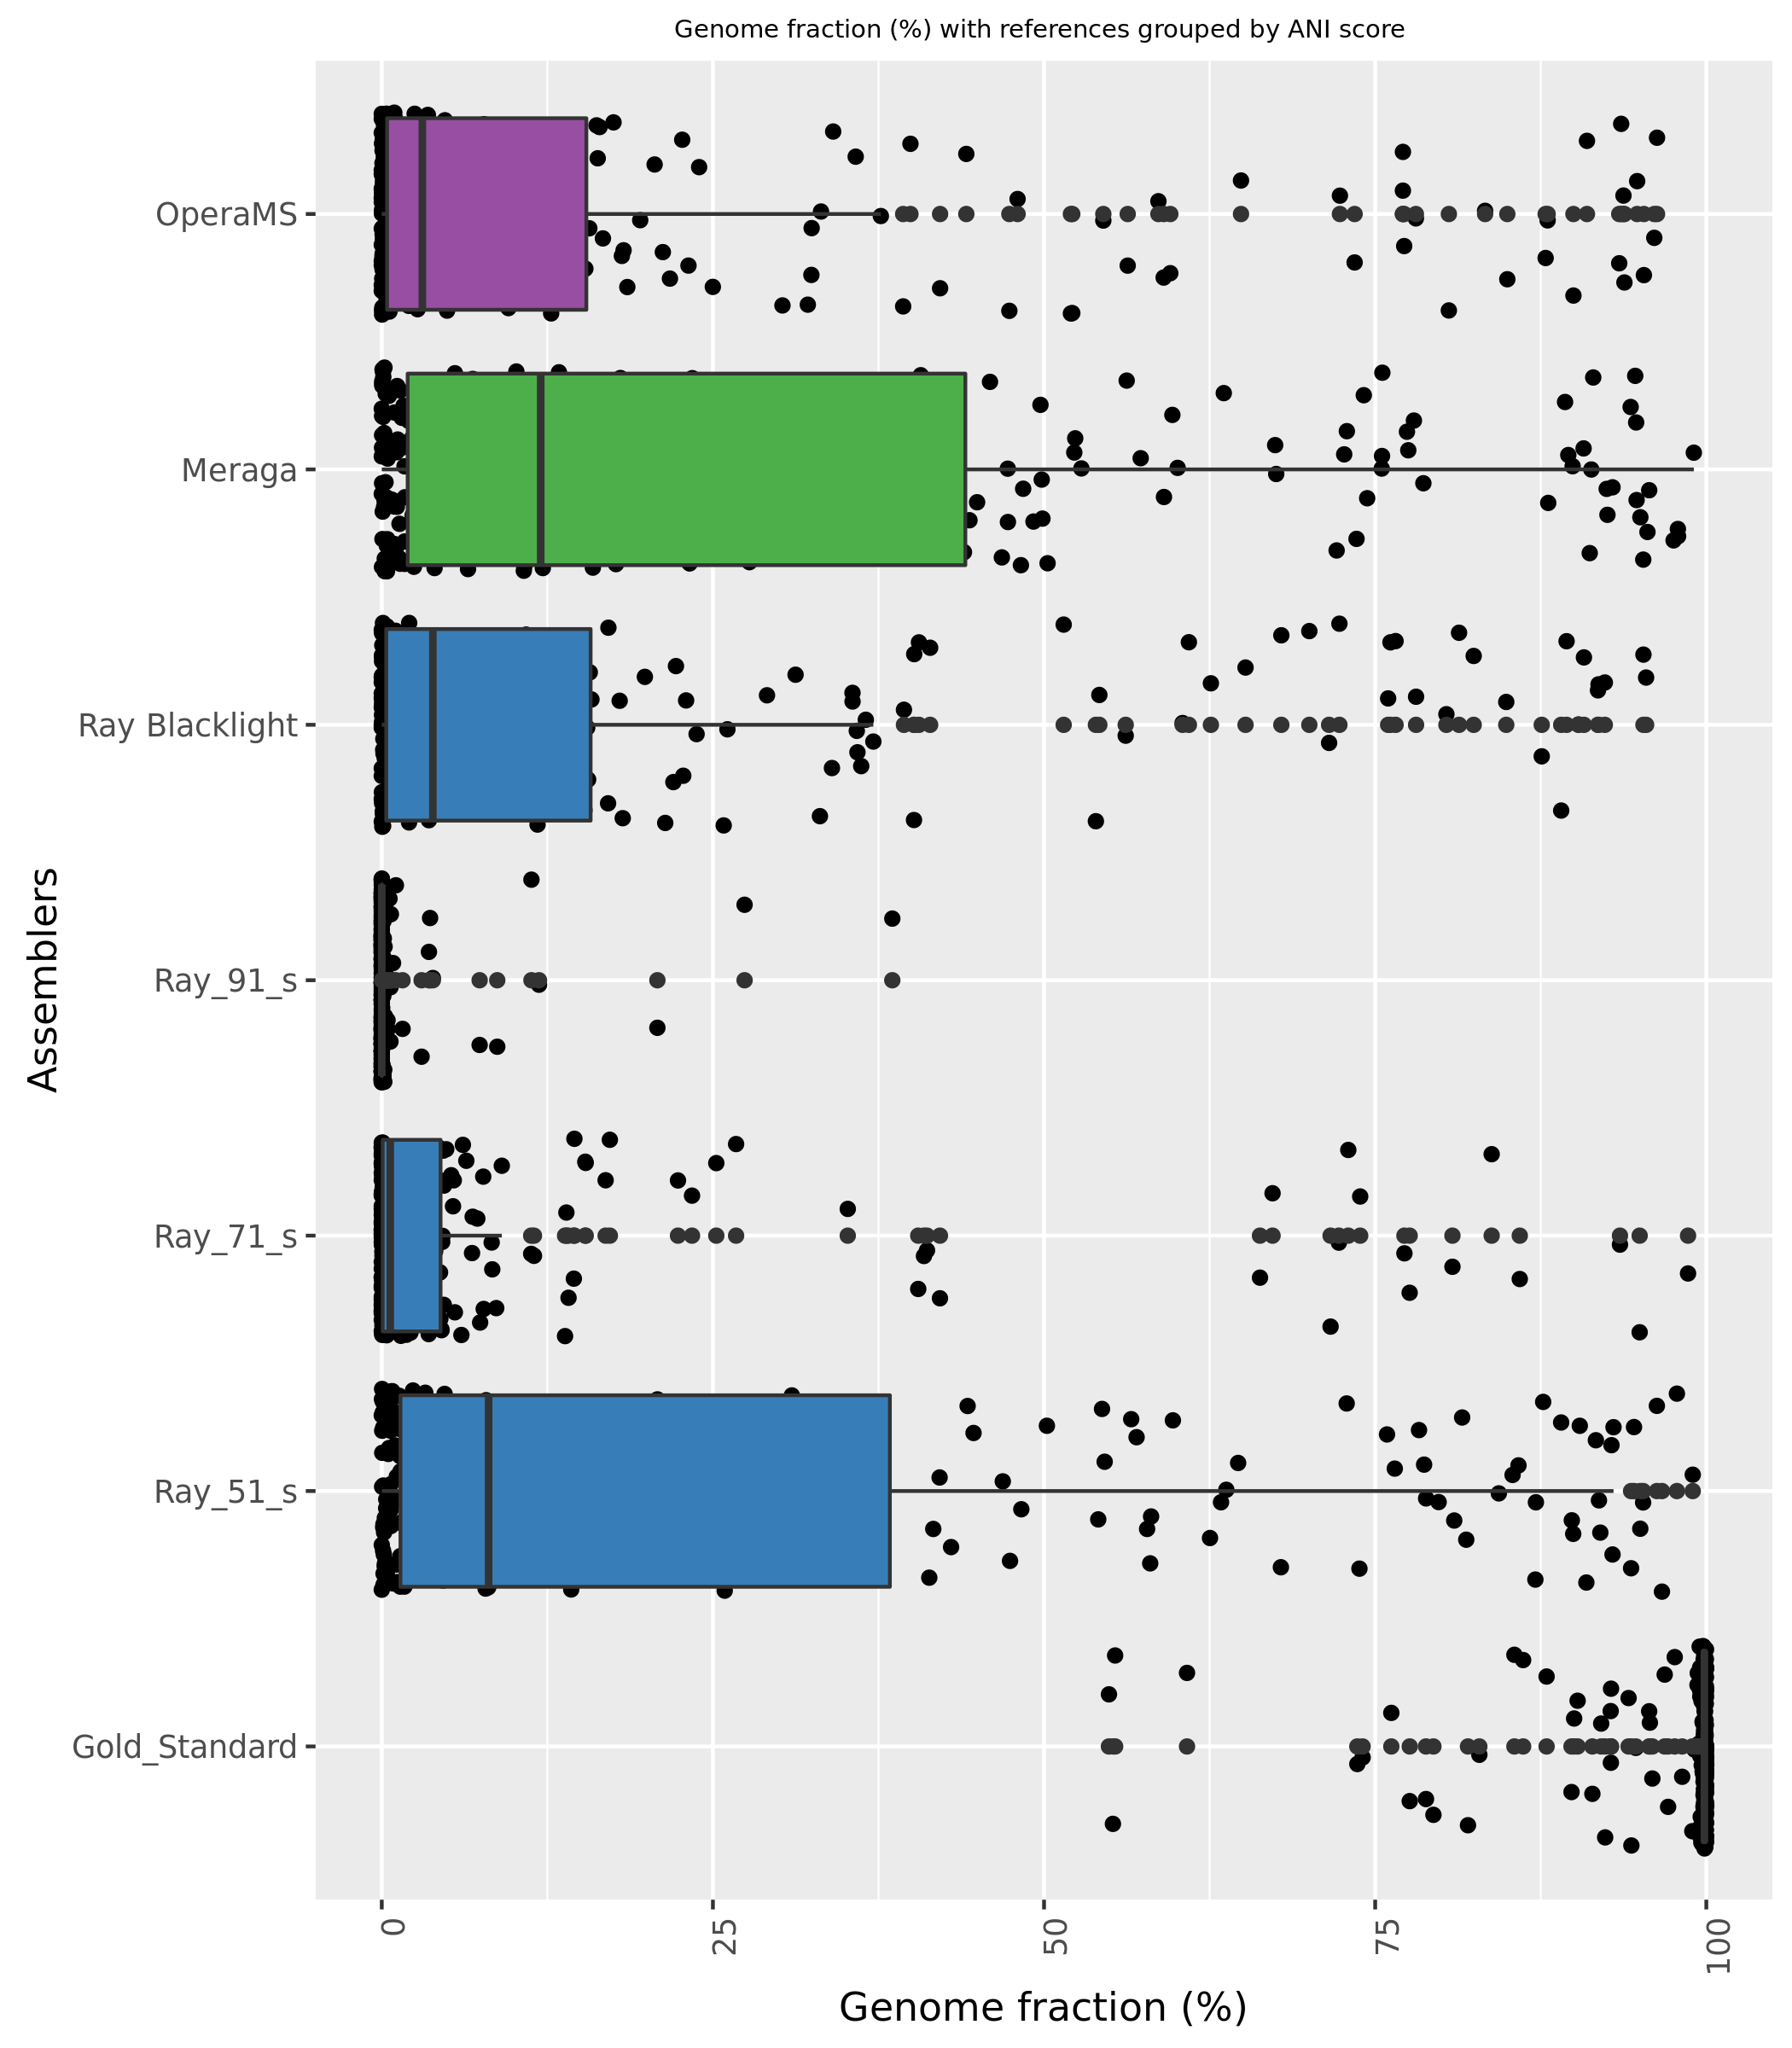 Genome fraction (%) with references grouped by ANI score
OperaMS
Meraga
Ray Blacklight
Ray_91_s
Ray_71_s
Ray_51_s
Gold_Standard
Assemblers
0
25
50
75
100
Genome fraction (%)